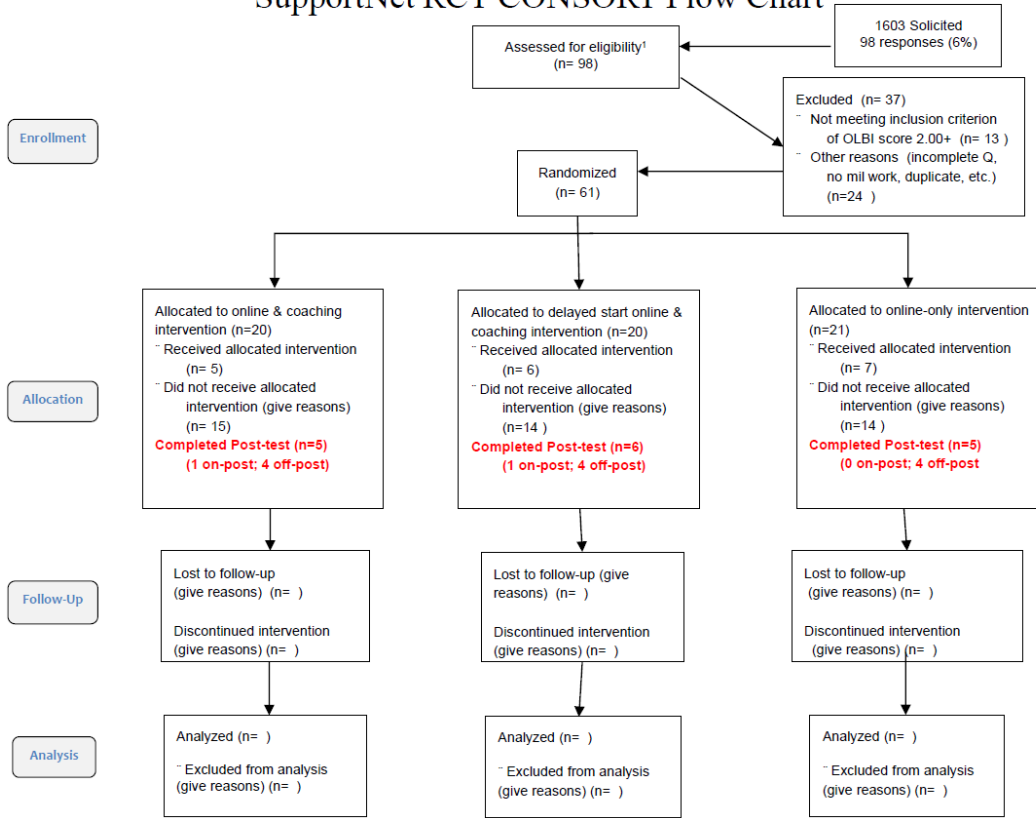 SupportNet RCT CONSORT Flow Chart
1603 Solicited
98 responses (6%)
Assessed for eligibility¹
(n= 98)
Excluded (n= 37)
¨ Not meeting inclusion criterion
of OLBI score 2.00+ (n= 13 )
¨ Other reasons (incomplete Q,
no mil work, duplicate, etc.)
(n=24 )
Enrollment
Randomized
(n= 61)
Allocated to online & coaching
intervention (n=20)
¨ Received allocated intervention
(n= 5)
¨ Did not receive allocated
intervention (give reasons)
(n= 15)
Completed Post-test (n=5)
(1 on-post; 4 off-post)
Allocated to delayed start online &
coaching intervention (n=20)
¨ Received allocated intervention
(n= 6)
¨ Did not receive allocated
intervention (give reasons)
(n=14 )
Completed Post-test (n=6)
(1 on-post; 4 off-post)
Allocated to online-only intervention
(n=21)
¨ Received allocated intervention
(n= 7)
¨ Did not receive allocated
intervention (give reasons)
(n=14 )
Completed Post-test (n=5)
(0 on-post; 4 off-post
Allocation
Lost to follow-up
(give reasons) (n= )
Discontinued intervention
(give reasons) (n= )
Lost to follow-up (give
reasons) (n= )
Discontinued intervention
(give reasons) (n= )
Lost to follow-up
(give reasons) (n= )
Discontinued intervention
(give reasons) (n= )
Follow-Up
Analyzed (n= )
¨ Excluded from analysis
(give reasons) (n= )
Analyzed (n= )
¨ Excluded from analysis
(give reasons) (n= )
Analyzed (n= )
¨ Excluded from analysis
(give reasons) (n= )
Analysis